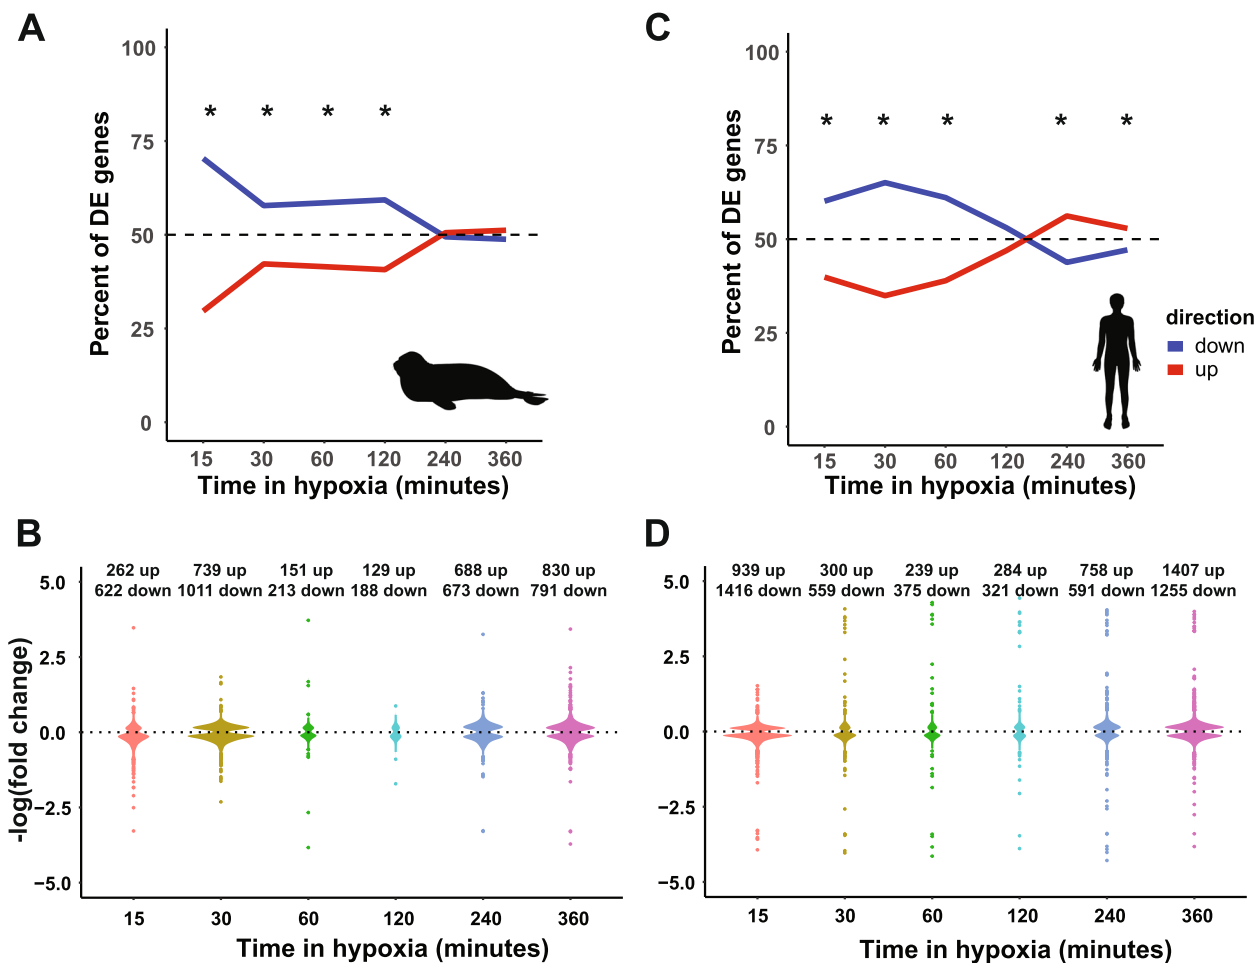 A
Percent of DE genes
100
75
50
25
0
* * * *
15 30 60 120 240 360
Time in hypoxia (minutes)
C
Percent of DE genes
100
75
50
25
0
* * * * *
15 30 60 120 240 360
Time in hypoxia (minutes)
direction
down
up
B
-log(fold change)
5.0
2.5
0.0
−2.5
−5.0
262 up 739 up 151 up 129 up 688 up 830 up
622 down 1011 down 213 down 188 down 673 down 791 down
15 30 60 120 240 360
Time in hypoxia (minutes)
D
5.0
2.5
0.0
−2.5
−5.0
939 up 300 up 239 up 284 up 758 up 1407 up
1416 down 559 down 375 down 321 down 591 down 1255 down
15 30 60 120 240 360
Time in hypoxia (minutes)